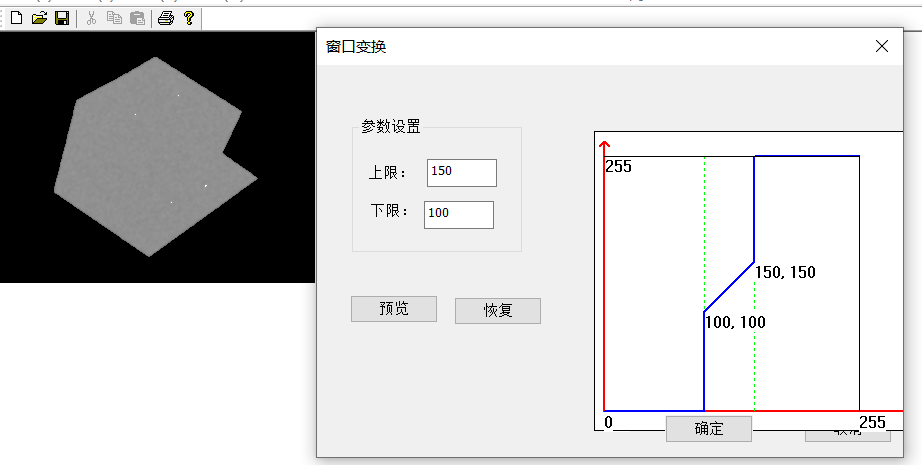 窗口变换
参数设置
上限：
150
下限：
100
预览
恢复
255
150, 150
100, 100
0
255
确定